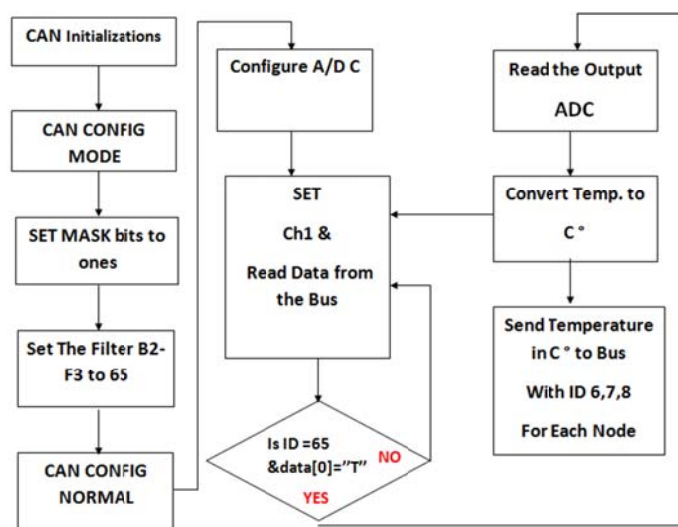 CAN Initializations
CAN CONFIG
MODE
SET MASK bits to
ones
Set The Filter B2-
F3 to 65
CAN CONFIG
NORMAL
Configure A/D C
SET
Ch1 &
Read Data from
the Bus
Is ID =65
&data[0]=”T”
NO
YES
Read the Output
ADC
Convert Temp. to
C °
Send Temperature
in C ° to Bus
With ID 6,7,8
For Each Node